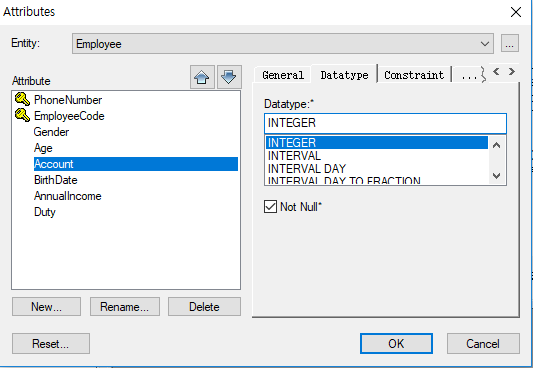 Attributes
Entity:
Employee
...
Attribute
PhoneNumber
EmployeeCode
Gender
Age
Account
BirthDate
AnnualIncome
Duty
New...
Rename...
Delete
Reset...
General
Datatype
Constraint
...
Datatype:*
INTEGER
INTEGER
INTERVAL
INTERVAL DAY
INTERVAL DAY TO FRACTION
Not Null*
OK
Cancel